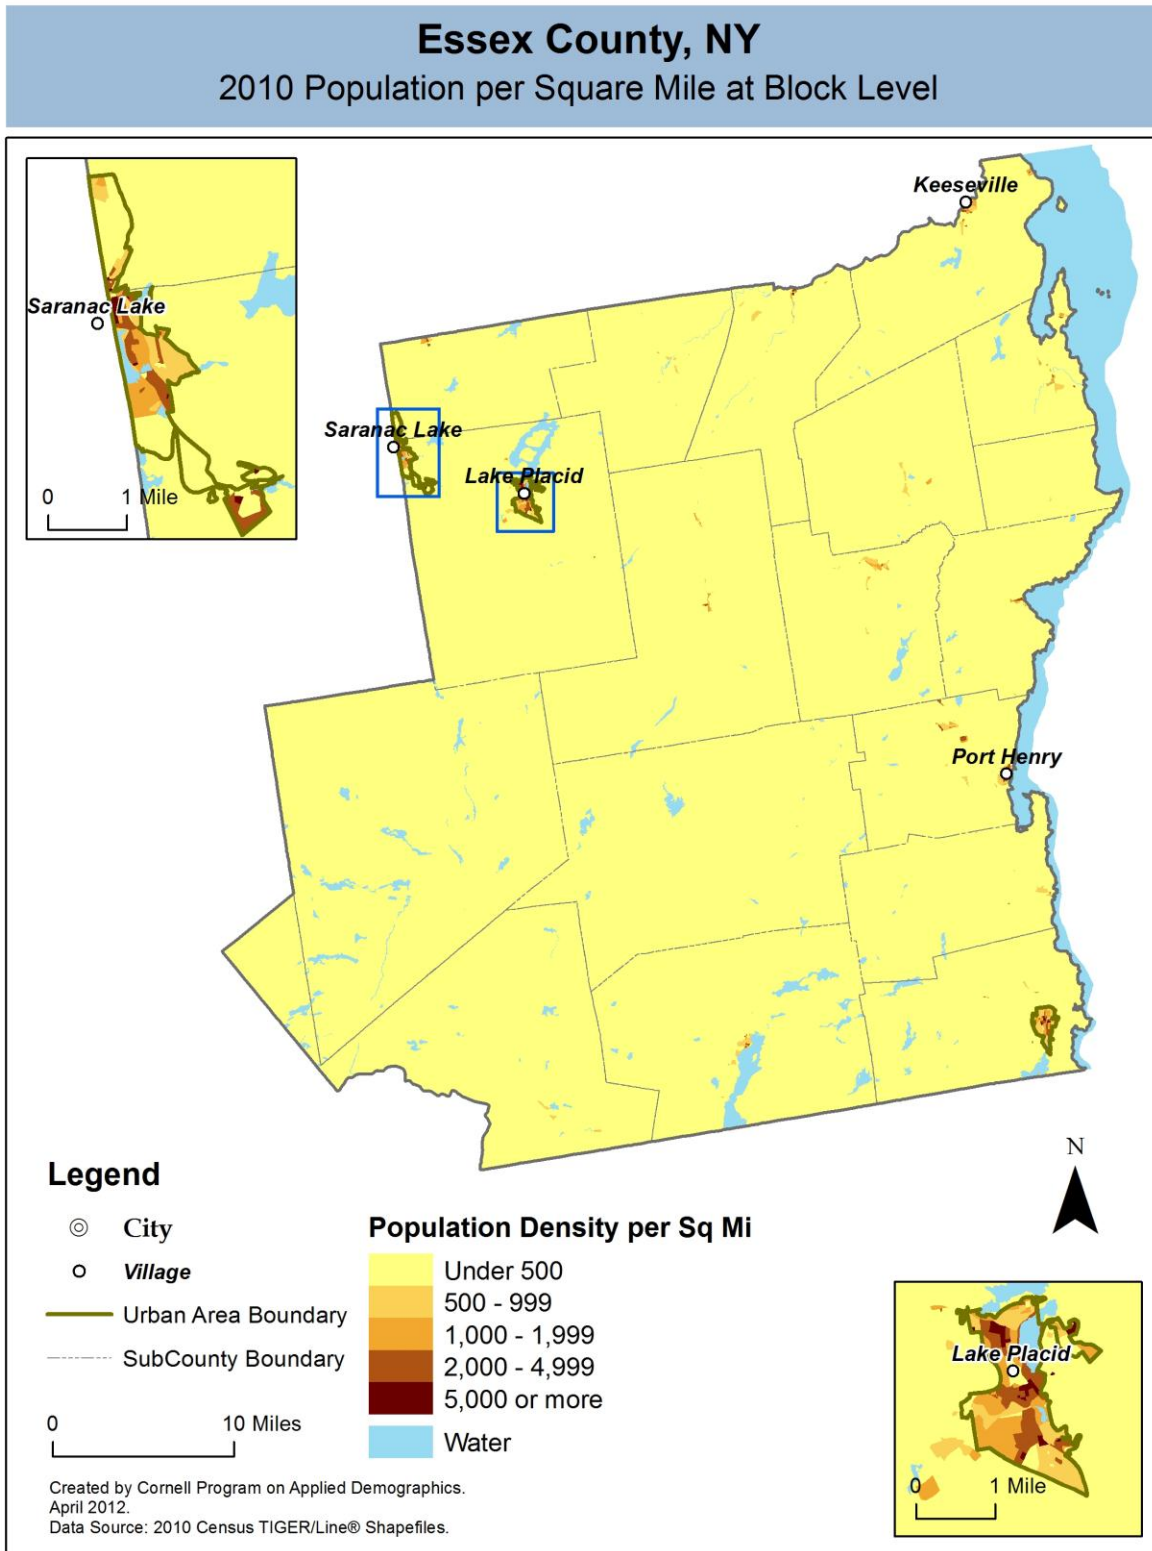 Essex County, NY
2010 Population per Square Mile at Block Level
Saranac Lake
0 1 Mile
Keeseville
Saranac Lake
Lake Placid
Port Henry
N
Legend
City
Village
Urban Area Boundary
SubCounty Boundary
0 10 Miles
Population Density per Sq Mi
Under 500
500 - 999
1,000 - 1,999
2,000 - 4,999
5,000 or more
Water
Lake Placid
0 1 Mile
Created by Cornell Program on Applied Demographics.
April 2012.
Data Source: 2010 Census TIGER/Line® Shapefiles.